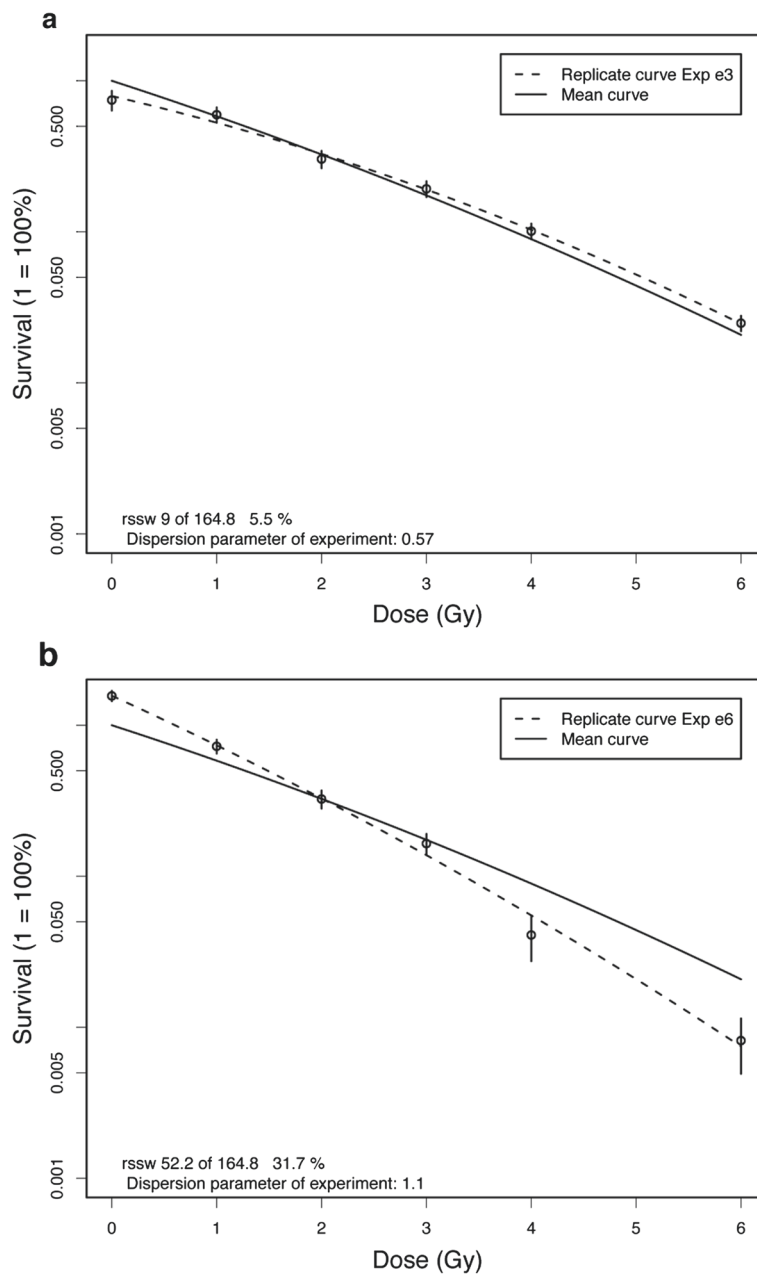 a
Replicate curve Exp e3
Mean curve
Survival (1 = 100%)
0.500
0.050
0.005
0.001
rssw 9 of 164.8 5.5 %
Dispersion parameter of experiment: 0.57
0 1 2 3 4 5 6
Dose (Gy)
b
Replicate curve Exp e6
Mean curve
Survival (1 = 100%)
0.500
0.050
0.005
0.001
rssw 52.2 of 164.8 31.7 %
Dispersion parameter of experiment: 1.1
0 1 2 3 4 5 6
Dose (Gy)